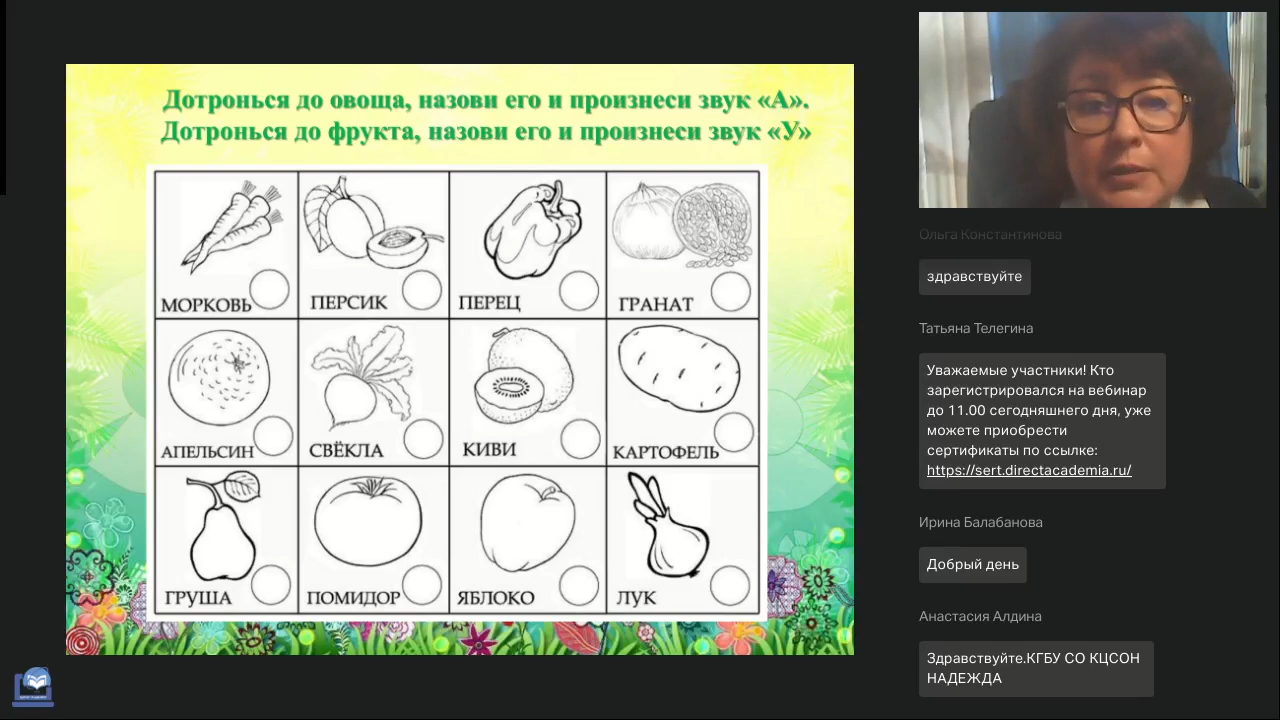 Дотронься до овоща, назови его и произнеси звук «А».
Дотронься до фрукта, назови его и произнеси звук «У»
МОРКОВЬ
ПЕРСИК
ПЕРЕЦ
ГРАНАТ
АПЕЛЬСИН
СВЁКЛА
КИВИ
КАРТОФЕЛЬ
ГРУША
ПОМИДОР
ЯБЛОКО
ЛУК
Ольга Константинова
здравствуйте
Татьяна Телегина
Уважаемые участники! Кто
зарегистрировался на вебинар
до 11.00 сегодняшнего дня, уже
можете приобрести
сертификаты по ссылке:
https://sert.directacademia.ru/
Ирина Балабанова
Добрый день
Анастасия Алдина
Здравствуйте.КГБУ СО КЦСОН
НАДЕЖДА